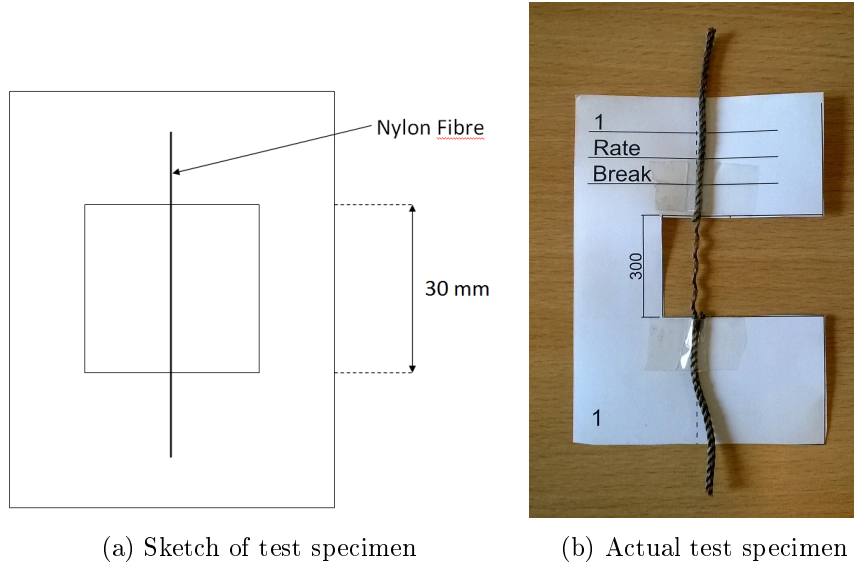 Nylon Fibre
30 mm
1
Rate
Break
300
1
(a) Sketch of test specimen
(b) Actual test specimen